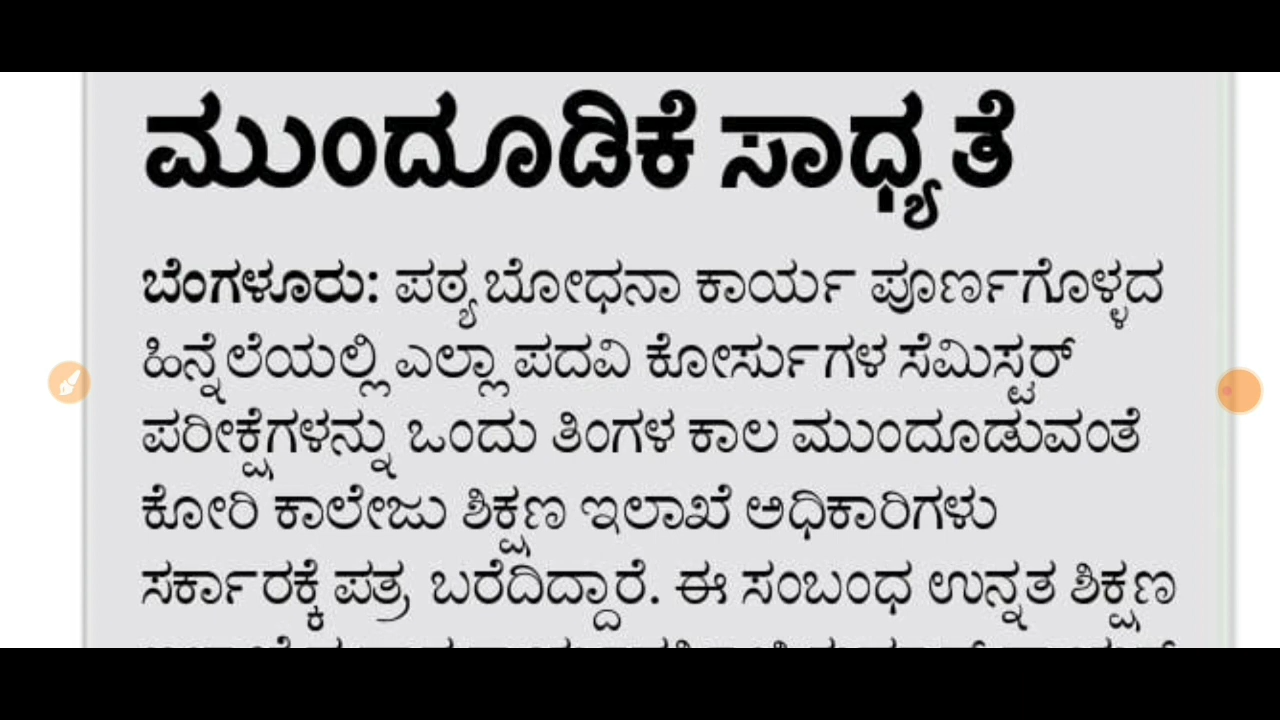 ಮುಂದೂಡಿಕೆ ಸಾಧ್ಯತೆ
ಬೆಂಗಳೂರು: ಪಠ್ಯ ಬೋಧನಾ ಕಾರ್ಯ ಪೂರ್ಣಗೊಳ್ಳದ
ಹಿನ್ನೆಲೆಯಲ್ಲಿ ಎಲ್ಲಾ ಪದವಿ ಕೋರ್ಸುಗಳ ಸೆಮಿಸ್ಟರ್
ಪರೀಕ್ಷೆಗಳನ್ನು ಒಂದು ತಿಂಗಳ ಕಾಲ ಮುಂದೂಡುವಂತೆ
ಕೋರಿ ಕಾಲೇಜು ಶಿಕ್ಷಣ ಇಲಾಖೆ ಅಧಿಕಾರಿಗಳು
ಸರ್ಕಾರಕ್ಕೆ ಪತ್ರ ಬರೆದಿದ್ದಾರೆ. ಈ ಸಂಬಂಧ ಉನ್ನತ ಶಿಕ್ಷಣ